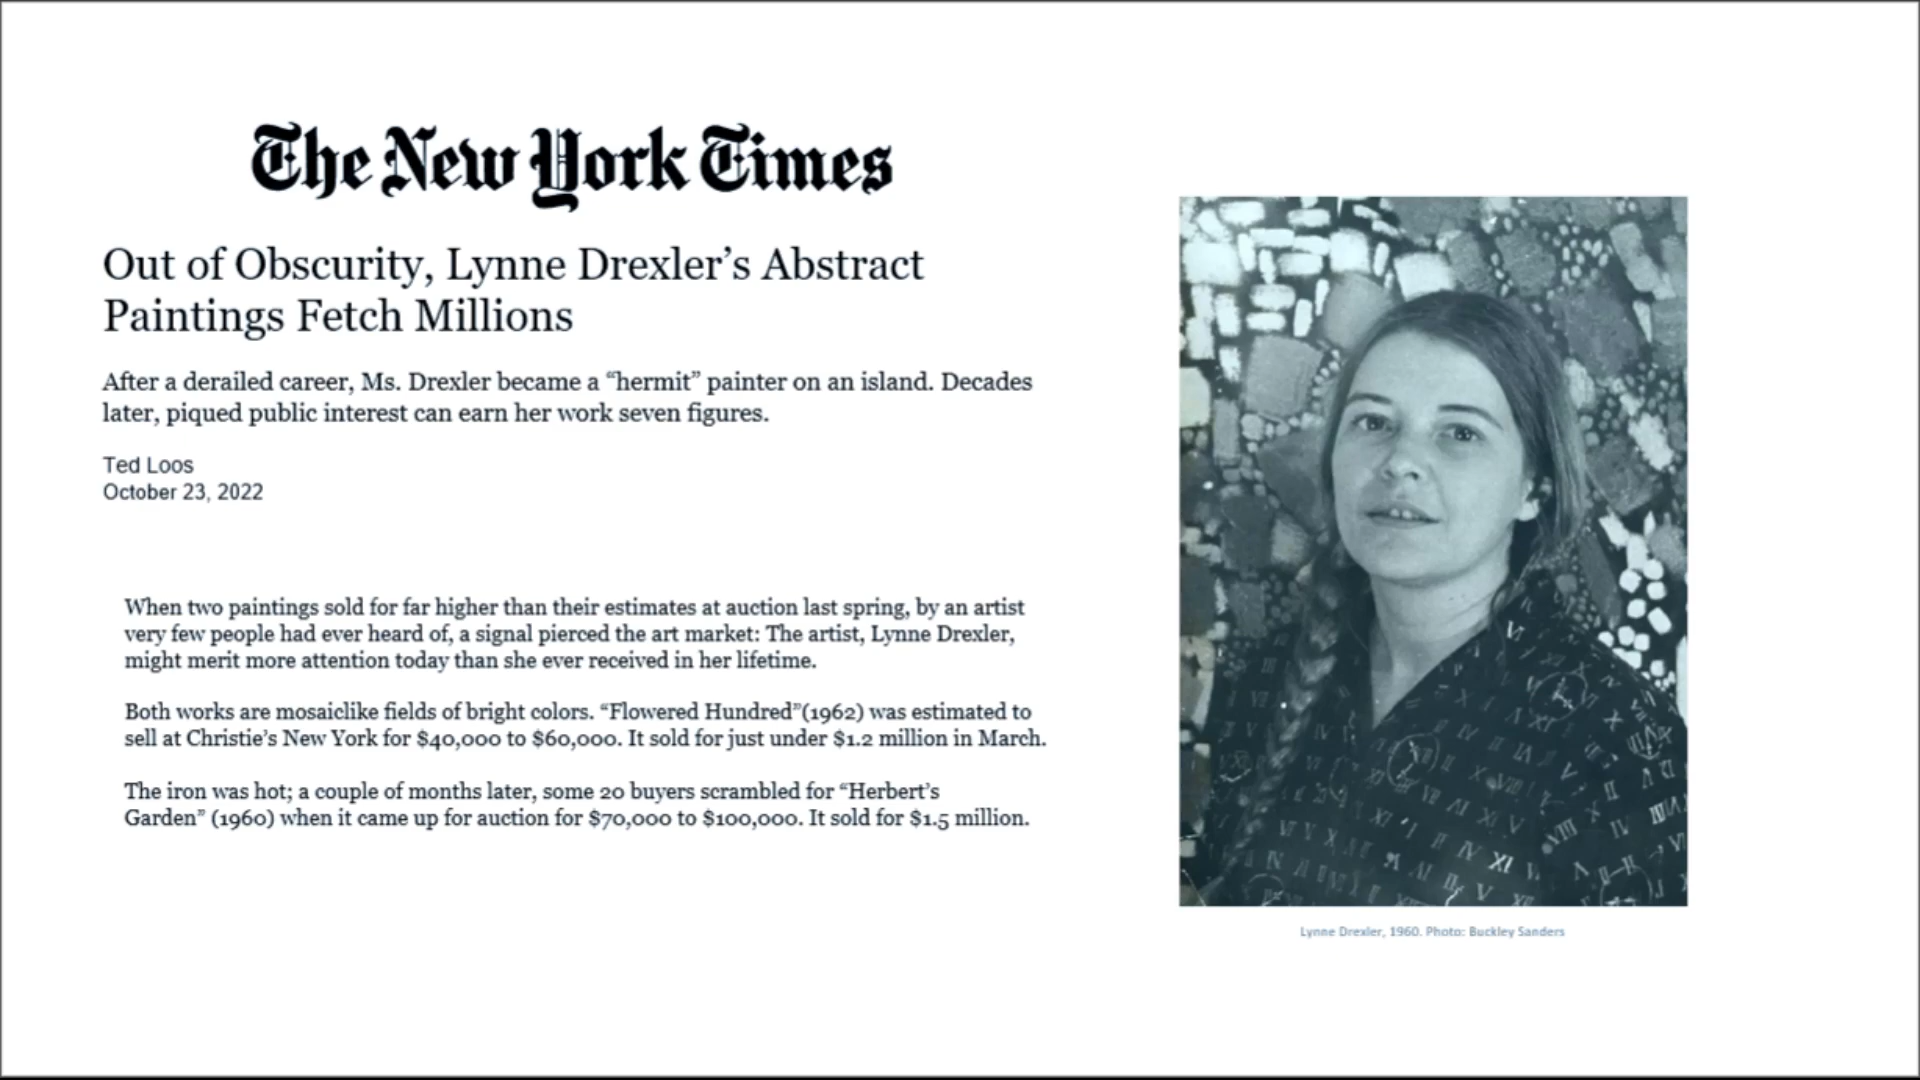 The New York Times
Out of Obscurity, Lynne Drexler’s Abstract
Paintings Fetch Millions
After a derailed career, Ms. Drexler became a “hermit” painter on an island. Decades
later, piqued public interest can earn her work seven figures.
Ted Loos
October 23, 2022
When two paintings sold for far higher than their estimates at auction last spring, by an artist
very few people had ever heard of, a signal pierced the art market: The artist, Lynne Drexler,
might merit more attention today than she ever received in her lifetime.
Both works are mosaiclike fields of bright colors. “Flowered Hundred”(1962) was estimated to
sell at Christie’s New York for $40,000 to $60,000. It sold for just under $1.2 million in March.
The iron was hot; a couple of months later, some 20 buyers scrambled for “Herbert’s
Garden” (1960) when it came up for auction for $70,000 to $100,000. It sold for $1.5 million.
Lynne Drexler, 1960. Photo: Buckley Sanders